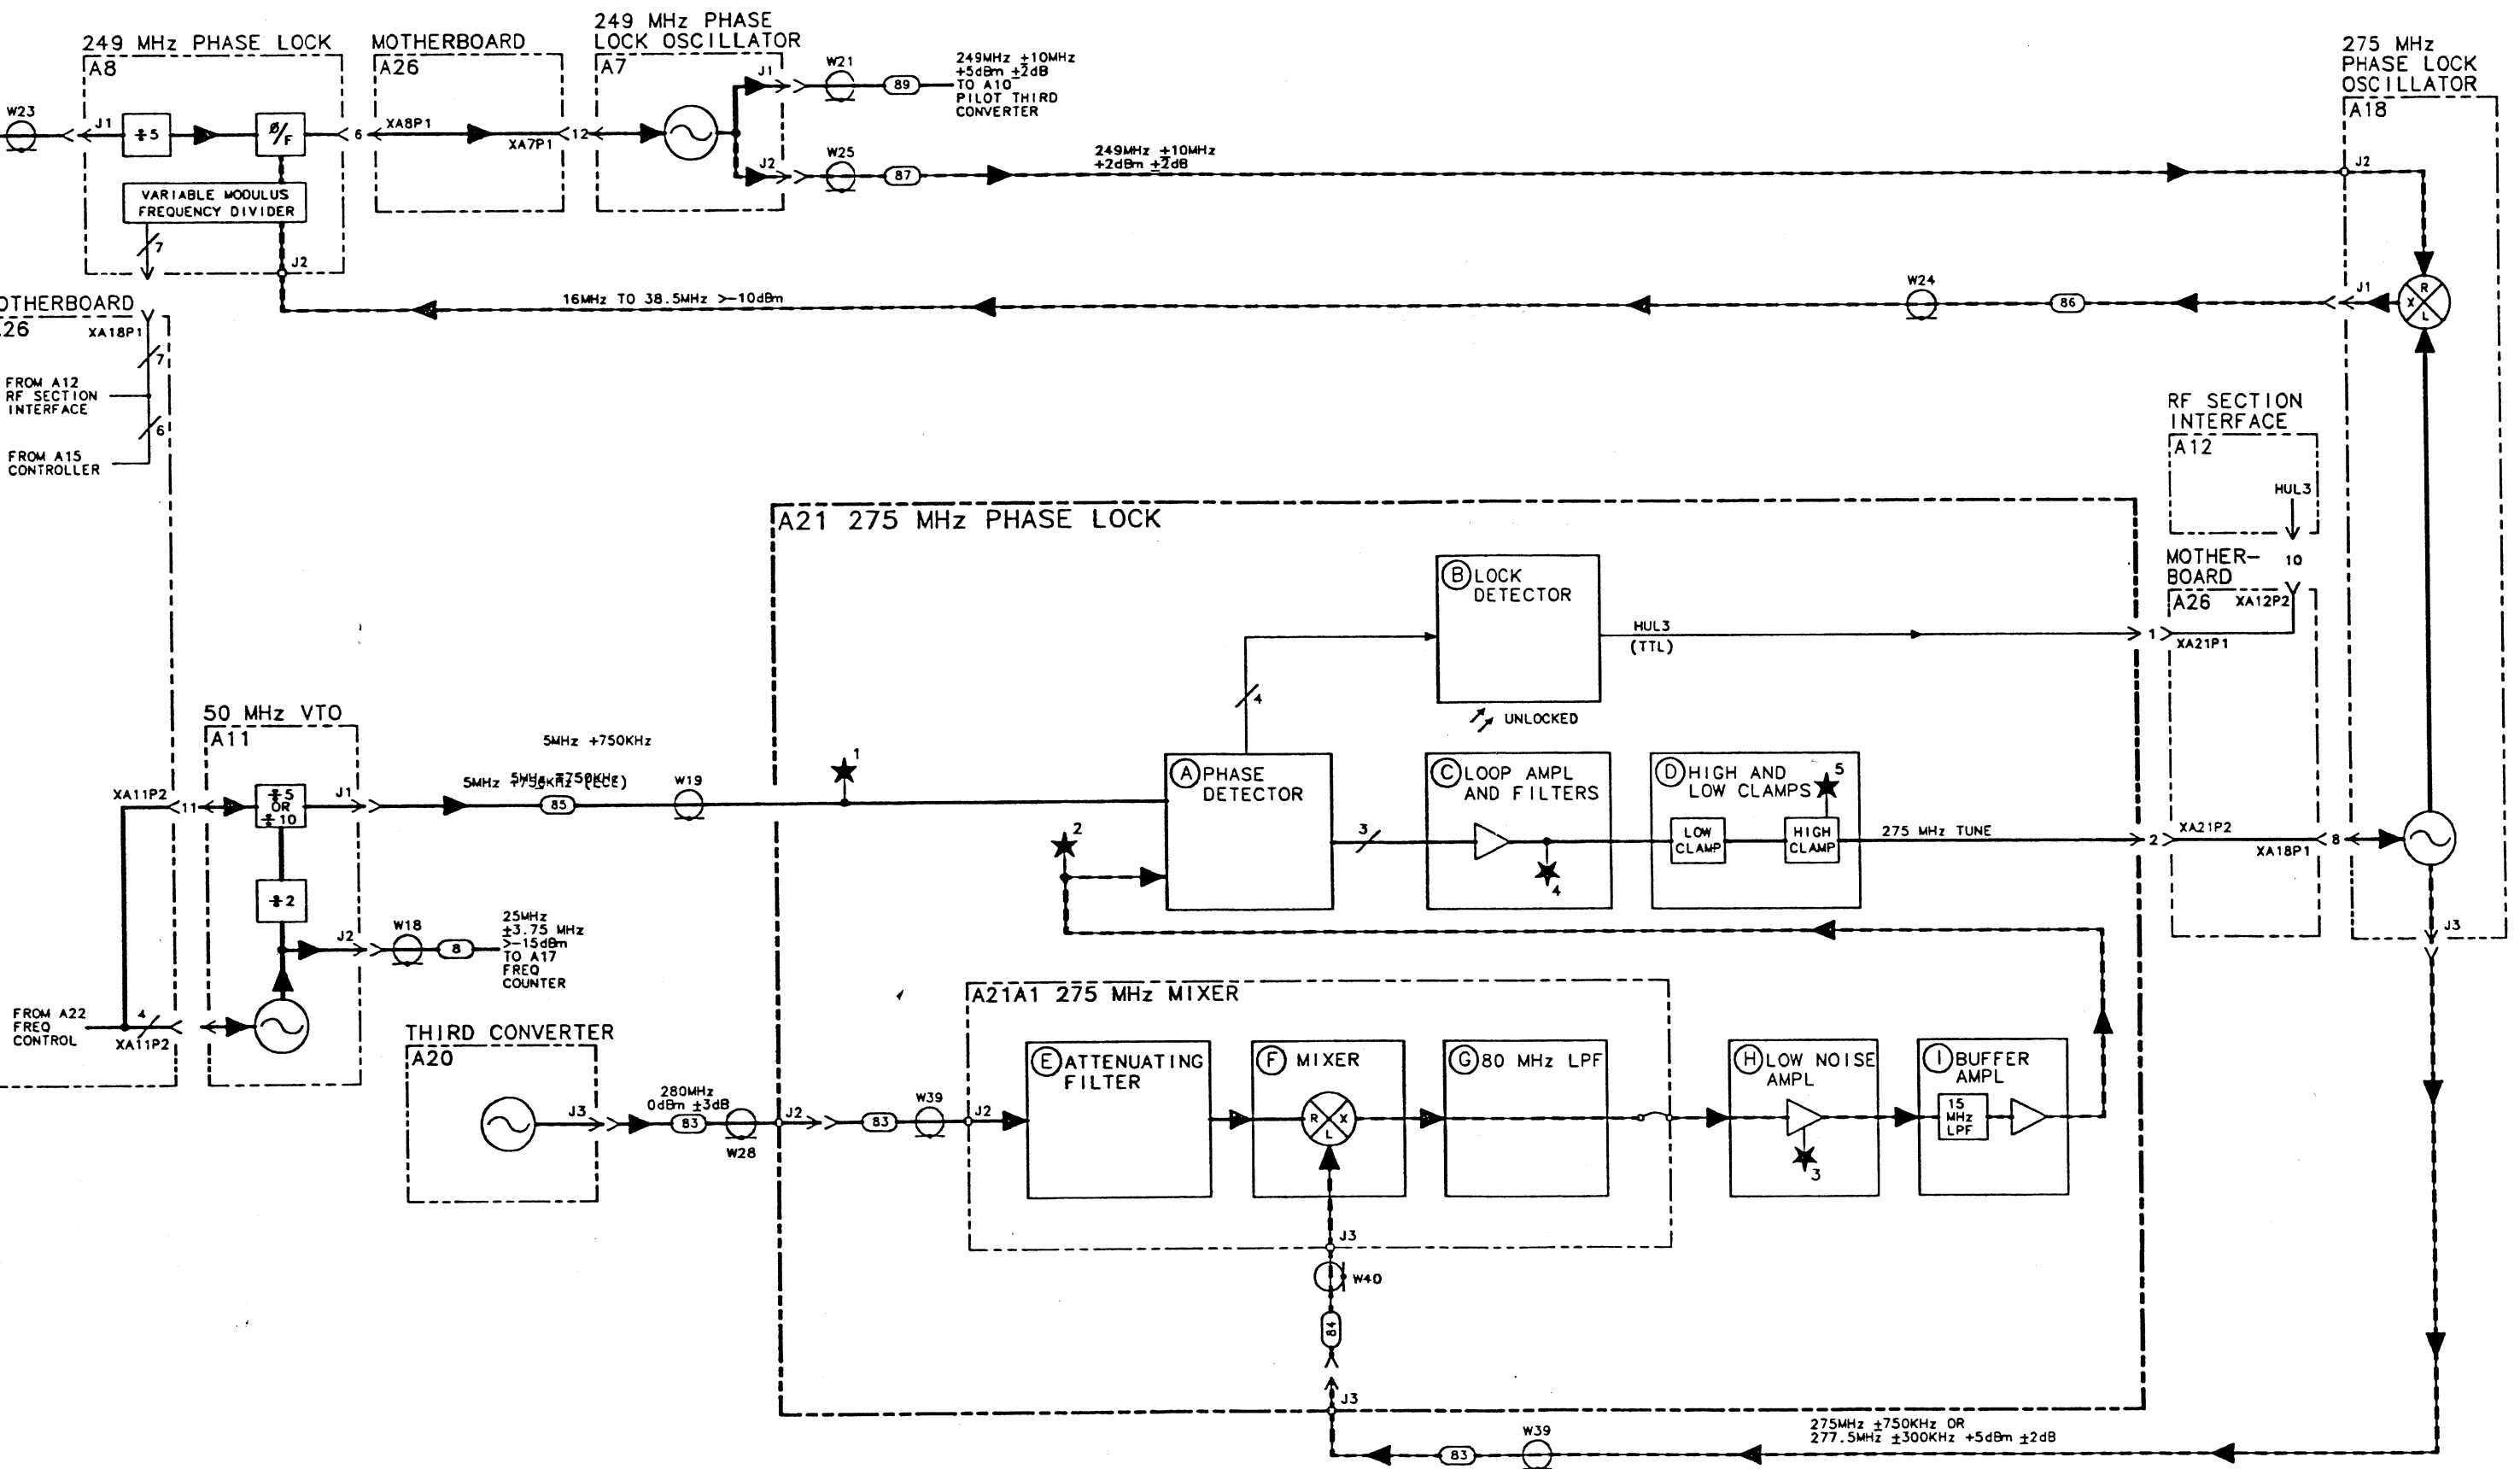 249 MHz PHASE LOCK
A8
W23
J1
÷5
Ø/F
6
VARIABLE MODULUS
FREQUENCY DIVIDER
7
J2
MOTHERBOARD
A26
XA8P1
XA7P1
12
249 MHz PHASE
LOCK OSCILLATOR
A7
J1
J2
W21
89
249MHz ±10MHz
+5dBm ±2dB
TO A10
PILOT THIRD
CONVERTER
W25
87
249MHz ±10MHz
+2dBm ±2dB
275 MHz
PHASE LOCK
OSCILLATOR
A18
J2
R
X
L
J1
86
W24
16MHz TO 38.5MHz >-10dBm
OTHERBOARD
26
XA18P1
7
FROM A12
RF SECTION
INTERFACE
6
FROM A15
CONTROLLER
RF SECTION
INTERFACE
A12
HUL3
10
MOTHER-
BOARD
A26
XA12P2
1
XA21P1
A21 275 MHz PHASE LOCK
B LOCK
DETECTOR
HUL3
(TTL)
UNLOCKED
4
50 MHz VTO
A11
XA11P2
11
÷5
OR
÷10
J1
5MHz +750KHz
5MHz ±750KHz
85
W19
1
A PHASE
DETECTOR
2
3
C LOOP AMPL
AND FILTERS
4
D HIGH AND
LOW CLAMPS
5
LOW
CLAMP
HIGH
CLAMP
275 MHz TUNE
2
XA21P2
XA18P1
8
J3
÷2
J2
W18
8
25MHz
±3.75 MHz
>-15dBm
TO A17
FREQ
COUNTER
FROM A22
FREQ
CONTROL
4
XA11P2
THIRD CONVERTER
A20
J3
280MHz
0dBm ±3dB
83
W28
J2
83
W39
A21A1 275 MHz MIXER
J2
E ATTENUATING
FILTER
F MIXER
R
X
L
G 80 MHz LPF
H LOW NOISE
AMPL
3
I BUFFER
AMPL
15
MHz
LPF
J3
W40
84
J3
83
W39
275MHz ±750KHz OR
277.5MHz ±300KHz +5dBm ±2dB